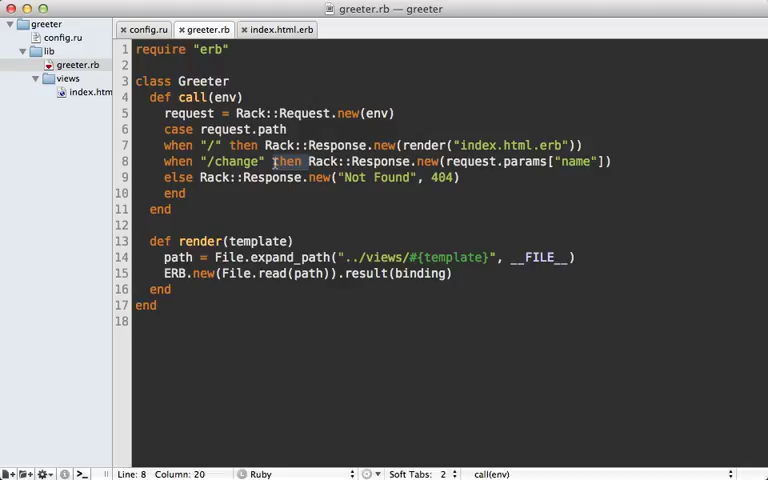 greeter.rb — greeter
greeter
config.ru
lib
greeter.rb
views
index.htm
config.ru
greeter.rb
index.html.erb
1 require "erb"
2
3 class Greeter
4 def call(env)
5 request = Rack::Request.new(env)
6 case request.path
7 when "/" then Rack::Response.new(render("index.html.erb"))
8 when "/change" then Rack::Response.new(request.params["name"])
9 else Rack::Response.new("Not Found", 404)
10 end
11 end
12
13 def render(template)
14 path = File.expand_path("../views/#{template}", __FILE__)
15 ERB.new(File.read(path)).result(binding)
16 end
17 end
18
Line: 8 Column: 20 Ruby Soft Tabs: 2 call(env)